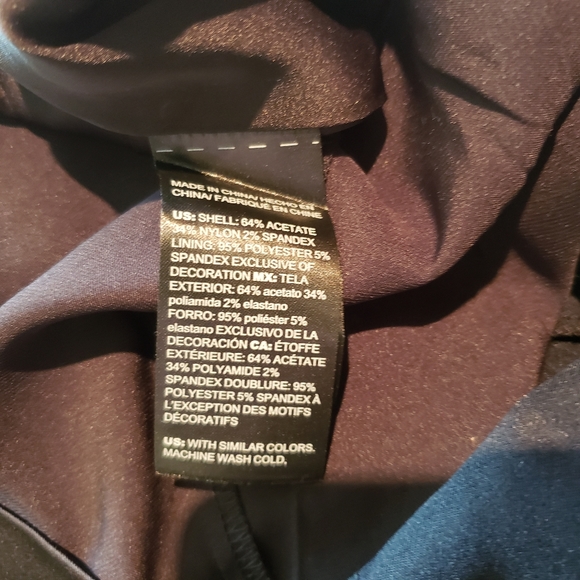 MADE IN CHINA/ HECHO EN
CHINA/ FABRIQUÉ EN CHINE
US: SHELL: 64% ACETATE
34% NYLON 2% SPANDEX
LINING: 95% POLYESTER 5%
SPANDEX EXCLUSIVE OF
DECORATION MX: TELA
EXTERIOR: 64% acetato 34%
poliamida 2% elastano
FORRO: 95% poliéster 5%
elastano EXCLUSIVO DE LA
DECORACIÓN CA: ÉTOFFE
EXTÉRIEURE: 64% ACÉTATE
34% POLYAMIDE 2%
SPANDEX DOUBLURE: 95%
POLYESTER 5% SPANDEX À
L'EXCEPTION DES MOTIFS
DÉCORATIFS
US: WITH SIMILAR COLORS.
MACHINE WASH COLD,